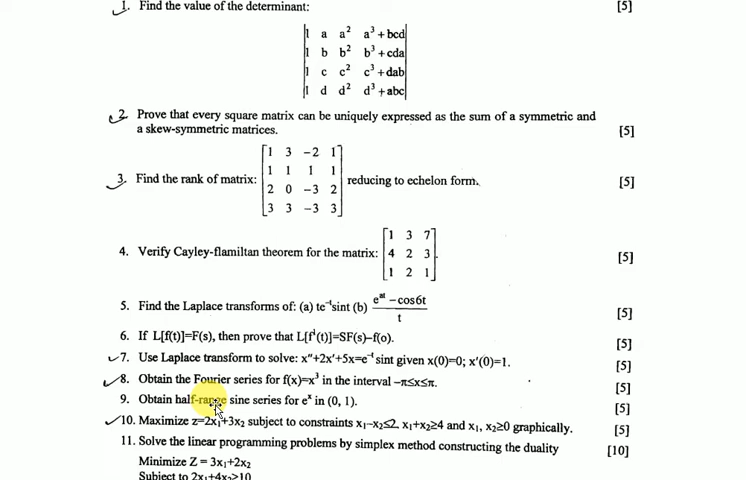 1. Find the value of the determinant: [5]
|1 a a² a³+bcd|
|1 b b² b³+cda|
|1 c c² c³+dab|
|1 d d² d³+abc|
2. Prove that every square matrix can be uniquely expressed as the sum of a symmetric and
a skew-symmetric matrices. [5]
3. Find the rank of matrix: [1 3 −2 1
1 1 1 1
2 0 −3 2
3 3 −3 3] reducing to echelon form. [5]
4. Verify Cayley-flamiltan theorem for the matrix: [1 3 7
4 2 3
1 2 1]. [5]
5. Find the Laplace transforms of: (a) te⁻ᵗsint (b) (eᵃᵗ −cos6t)/t [5]
6. If L[f(t)]=F(s), then prove that L[f¹(t)]=SF(s)−f(o). [5]
7. Use Laplace transform to solve: x″+2x′+5x=e⁻ᵗ sint given x(0)=0; x′(0)=1. [5]
8. Obtain the Fourier series for f(x)=x³ in the interval −π≤x≤π. [5]
9. Obtain half-range sine series for eˣ in (0, 1). [5]
10. Maximize z=2x₁+3x₂ subject to constraints x₁−x₂≤2, x₁+x₂≥4 and x₁, x₂≥0 graphically. [5]
11. Solve the linear programming problems by simplex method constructing the duality [10]
Minimize Z = 3x₁+2x₂
Subject to 2x₁+4x₂≥10